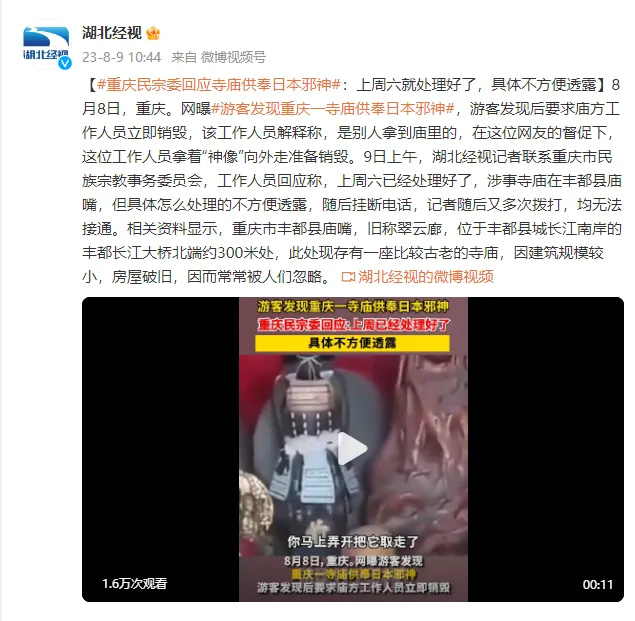 湖北经视
湖北经视
23-8-9 10:44 来自 微博视频号
【#重庆民宗委回应寺庙供奉日本邪神#：上周六就处理好了，具体不方便透露】8
月8日，重庆。网曝#游客发现重庆一寺庙供奉日本邪神#，游客发现后要求庙方工
作人员立即销毁，该工作人员解释称，是别人拿到庙里的，在这位网友的督促下，
这位工作人员拿着“神像”向外走准备销毁。9日上午，湖北经视记者联系重庆市民
族宗教事务委员会，工作人员回应称，上周六已经处理好了，涉事寺庙在丰都县庙
嘴，但具体怎么处理的不方便透露，随后挂断电话，记者随后又多次拨打，均无法
接通。相关资料显示，重庆市丰都县庙嘴，旧称翠云廊，位于丰都县城长江南岸的
丰都长江大桥北端约300米处，此处现存有一座比较古老的寺庙，因建筑规模较
小，房屋破旧，因而常常被人们忽略。 湖北经视的微博视频
游客发现重庆一寺庙供奉日本邪神
重庆民宗委回应:上周已经处理好了
具体不方便透露
你马上弄开把它取走了
8月8日，重庆。网曝游客发现
重庆一寺庙供奉日本邪神
游客发现后要求庙方工作人员立即销毁
1.6万次观看
00:11